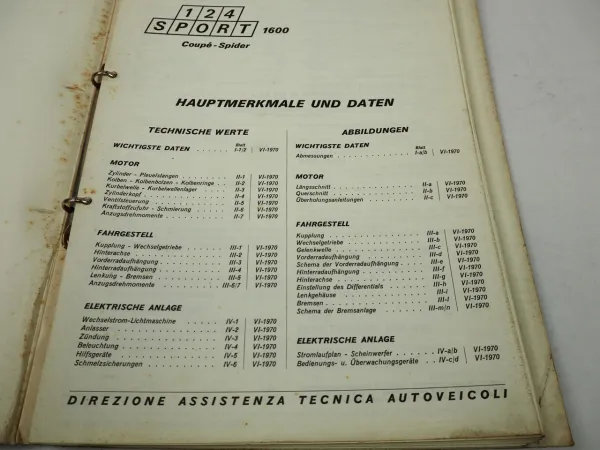 124
SPORT 1600
Coupé - Spider
HAUPTMERKMALE UND DATEN
TECHNISCHE WERTE
Blatt
WICHTIGSTE DATEN . . . . . . I-1/2 VI-1970
MOTOR
Zylinder - Pleuelstangen . . . . . II-1 VI-1970
Kolben - Kolbenbolzen - Kolbenringe . . II-2 VI-1970
Kurbelwelle - Kurbelwellenlager . . . II-3 VI-1970
Zylinderkopf . . . . . . . . II-4 VI-1970
Ventilsteuerung . . . . . . . II-5 VI-1970
Kraftstoffzufuhr - Schmierung . . . . II-6 VI-1970
Anzugsdrehmomente . . . . . . II-7 VI-1970
FAHRGESTELL
Kupplung - Wechselgetriebe . . . . . III-1 VI-1970
Hinterachse . . . . . . . . III-2 VI-1970
Vorderradaufhängung . . . . . . III-3 VI-1970
Hinterradaufhängung . . . . . . III-4 VI-1970
Lenkung - Bremsen . . . . . . III-5 VI-1970
Anzugsdrehmomente . . . . . . III-6/7 VI-1970
ELEKTRISCHE ANLAGE
Wechselstrom-Lichtmaschine . . . . IV-1 VI-1970
Anlasser . . . . . . . . . IV-2 VI-1970
Zündung . . . . . . . . . IV-3 VI-1970
Beleuchtung . . . . . . . . IV-4 VI-1970
Hilfsgeräte . . . . . . . . IV-5 VI-1970
Schmelzsicherungen . . . . . . IV-6 VI-1970
ABBILDUNGEN
Blatt
WICHTIGSTE DATEN
Abmessungen . . . . . . . . I-a/b VI-1970
MOTOR
Längsschnitt . . . . . . . . II-a VI-1970
Querschnitt . . . . . . . . II-b VI-1970
Überholungsanleitungen . . . . . II-c VI-1970
FAHRGESTELL
Kupplung . . . . . . . . . III-a VI-1970
Wechselgetriebe . . . . . . . III-b VI-1970
Gelenkwelle . . . . . . . . III-c VI-1970
Vorderradaufhängung . . . . . . III-d VI-1970
Schema der Vorderradaufhängung . . . III-e VI-1970
Hinterradaufhängung . . . . . . III-f VI-1970
Hinterachse . . . . . . . . III-g VI-1970
Einstellung des Differentials . . . . III-h VI-1970
Lenkgehäuse . . . . . . . . III-i VI-1970
Bremsen . . . . . . . . . III-l VI-1970
Schema der Bremsanlage . . . . . III-m/n VI-1970
ELEKTRISCHE ANLAGE
Stromlaufplan - Scheinwerfer . . . . IV-a/b VI-1970
Bedienungs- u. Überwachungsgeräte . . IV-c/d VI-1970
DIREZIONE ASSISTENZA TECNICA AUTOVEICOLI